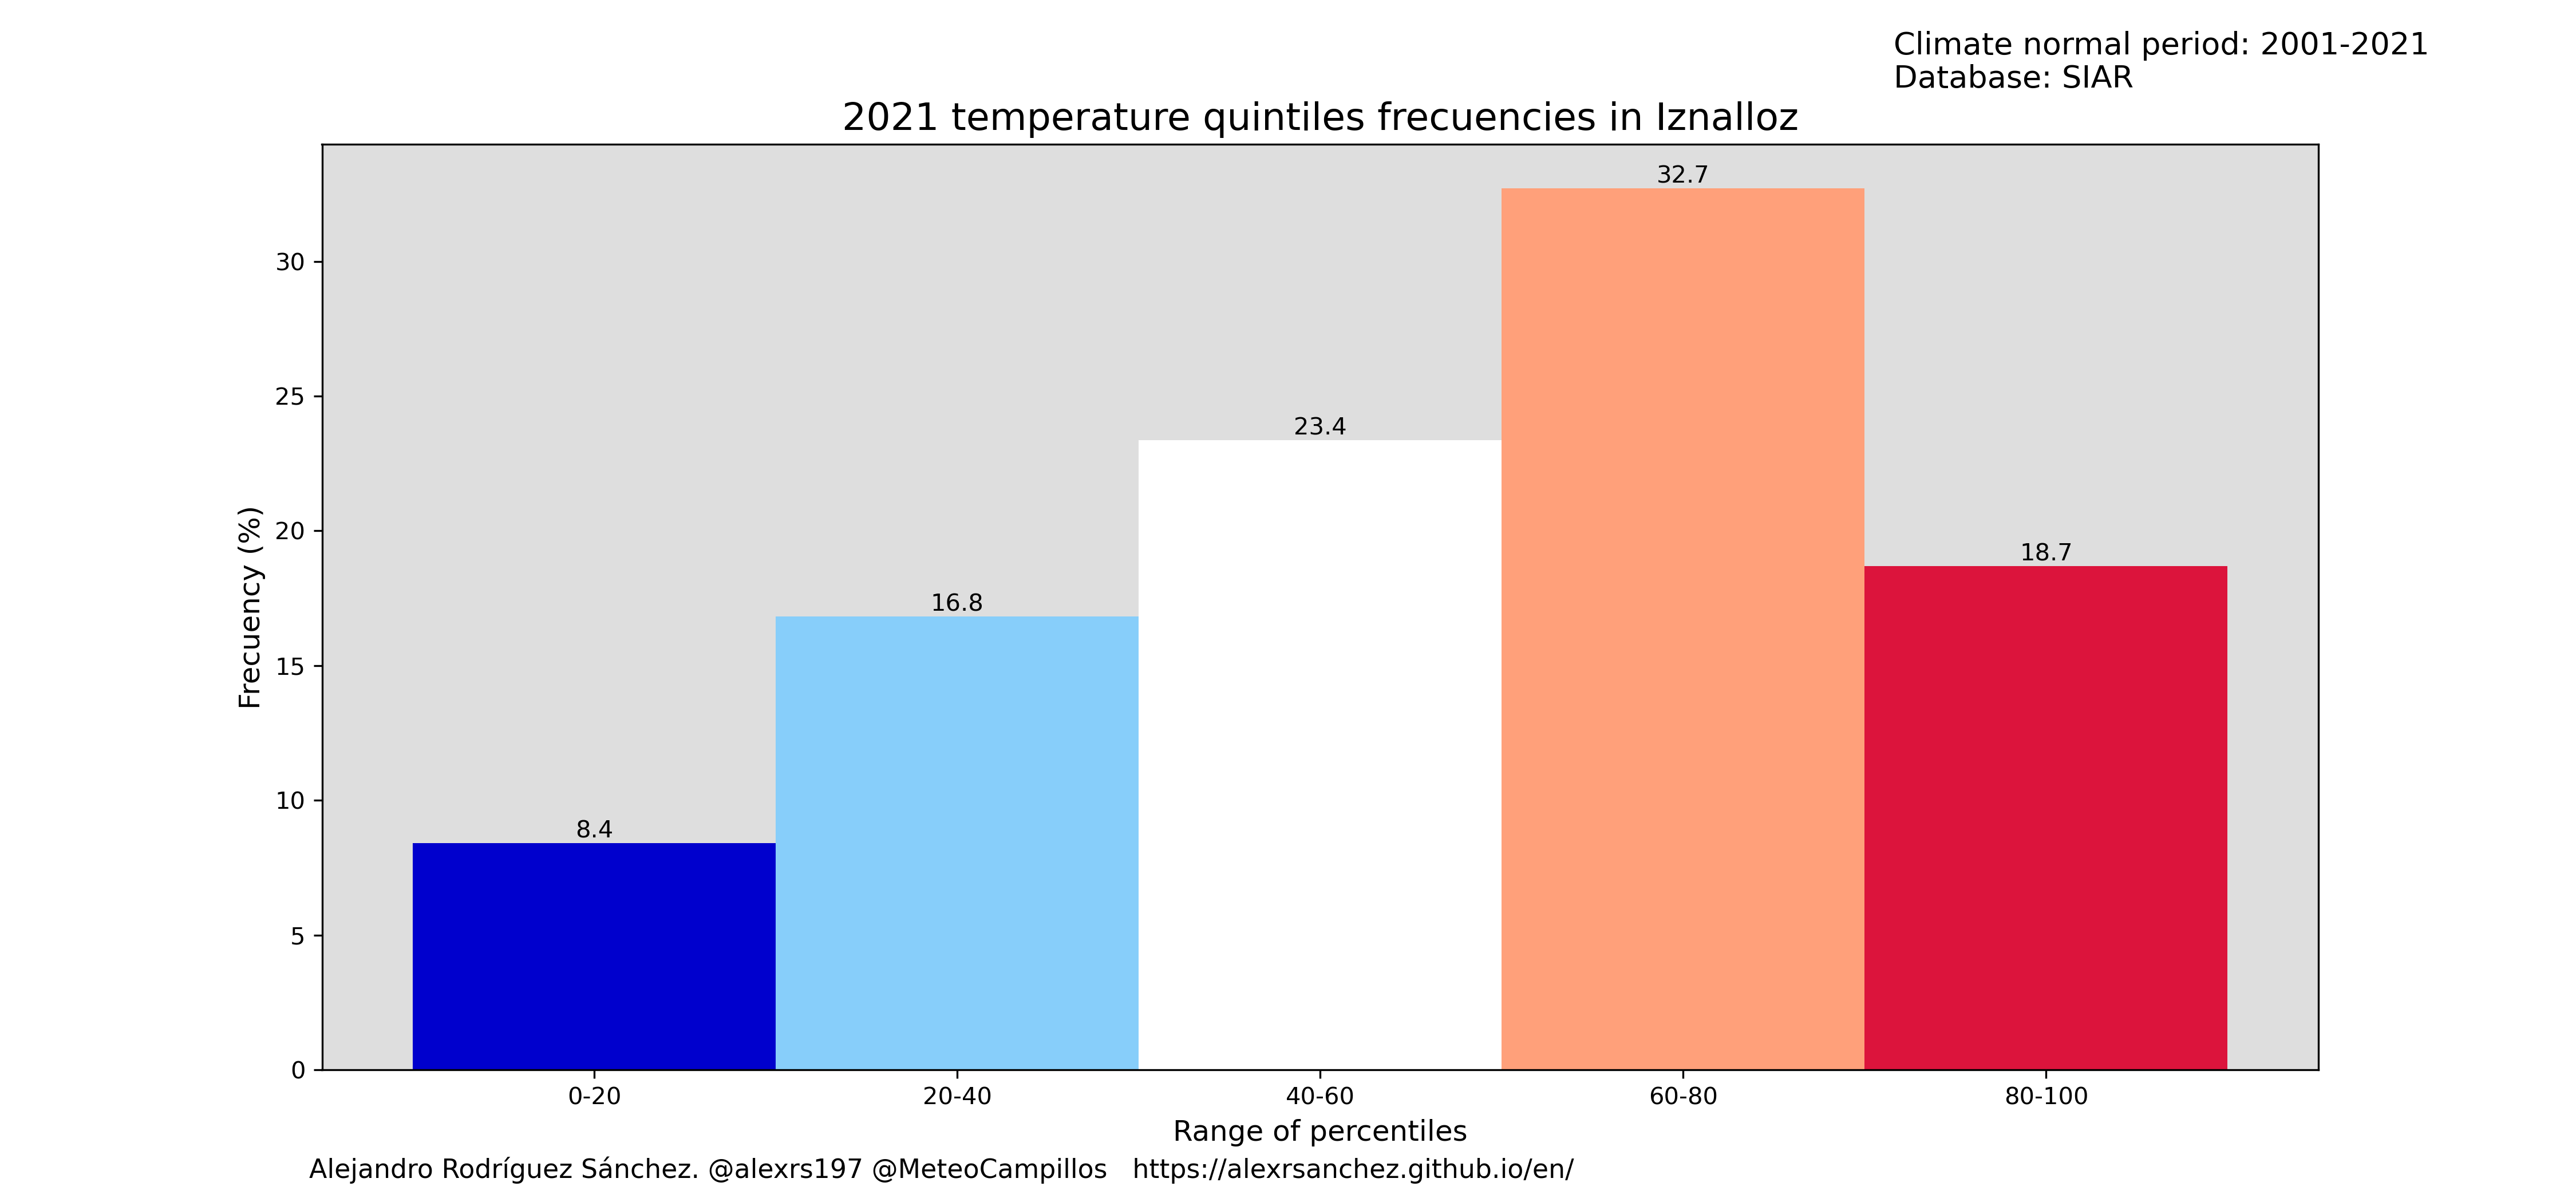 Climate normal period: 2001-2021
Database: SIAR
2021 temperature quintiles frecuencies in Iznalloz
Frecuency (%)
30
25
20
15
10
5
0
32.7
23.4
18.7
16.8
8.4
0-20 20-40 40-60 60-80 80-100
Range of percentiles
Alejandro Rodríguez Sánchez. @alexrs197 @MeteoCampillos https://alexrsanchez.github.io/en/